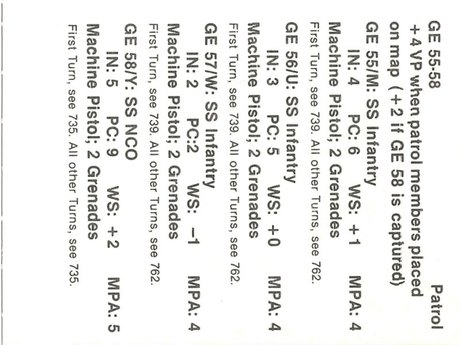 GE 55-58 Patrol
+4 VP when patrol members placed
on map (+2 if GE 58 is captured)
GE 55/M: SS Infantry
IN: 4 PC: 6 WS: +1 MPA: 4
Machine Pistol; 2 Grenades
First Turn, see 739. All other Turns, see 762.
GE 56/U: SS Infantry
IN: 3 PC: 5 WS: +0 MPA: 4
Machine Pistol; 2 Grenades
First Turn, see 739. All other Turns, see 762.
GE 57/W: SS Infantry
IN: 2 PC:2 WS: –1 MPA: 4
Machine Pistol; 2 Grenades
First Turn, see 739. All other Turns, see 762.
GE 58/Y: SS NCO
IN: 5 PC: 9 WS: +2 MPA: 5
Machine Pistol; 2 Grenades
First Turn, see 735. All other Turns, see 735.